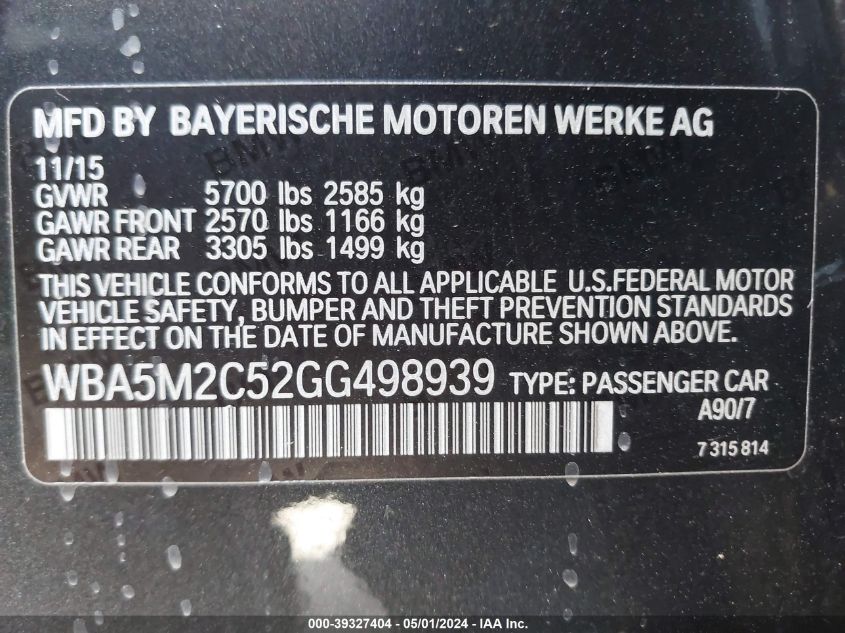 MFD BY BAYERISCHE MOTOREN WERKE AG
11/15
GVWR 5700 lbs 2585 kg
GAWR FRONT 2570 lbs 1166 kg
GAWR REAR 3305 lbs 1499 kg
THIS VEHICLE CONFORMS TO ALL APPLICABLE U.S.FEDERAL MOTOR
VEHICLE SAFETY, BUMPER AND THEFT PREVENTION STANDARDS
IN EFFECT ON THE DATE OF MANUFACTURE SHOWN ABOVE.
WBA5M2C52GG498939 TYPE: PASSENGER CAR
A90/7
7 315 814
000-39327404 - 05/01/2024 - IAA Inc.